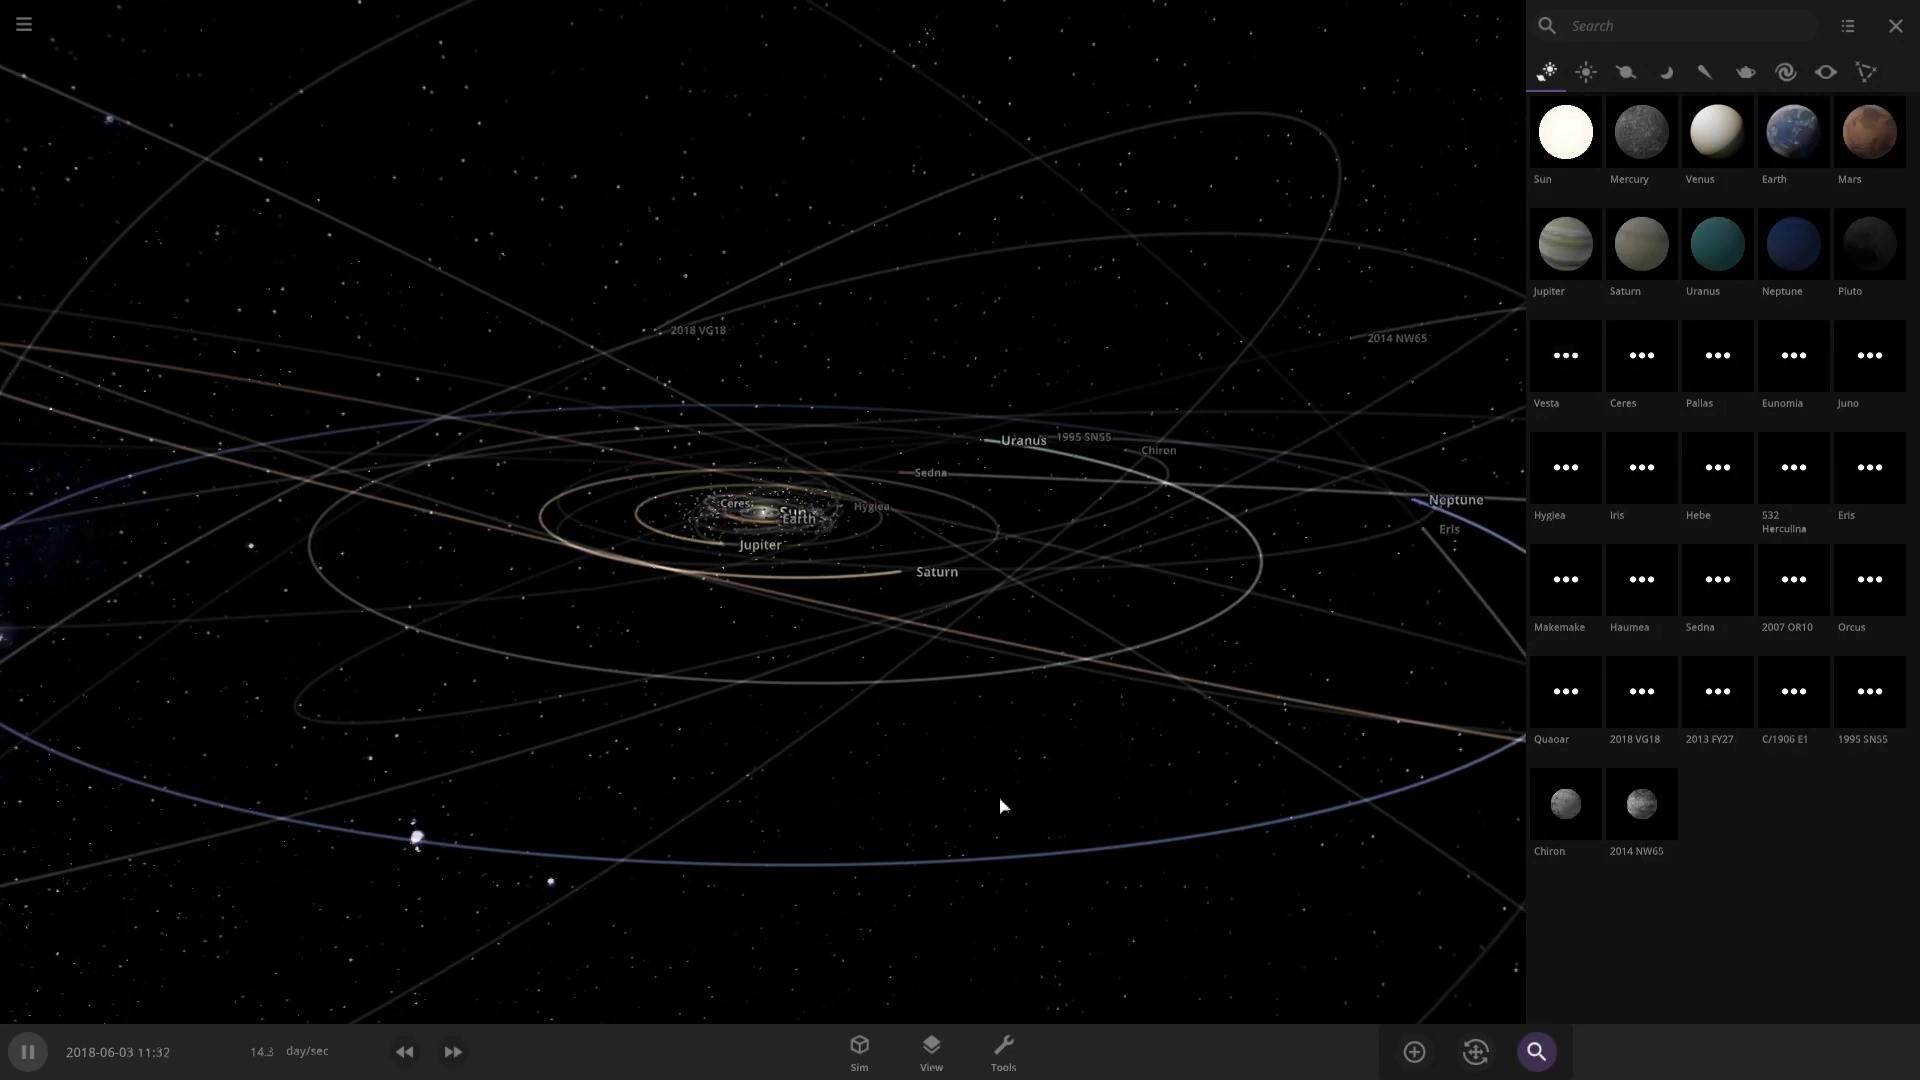 Search
Sun Mercury Venus Earth Mars
Jupiter Saturn Uranus Neptune Pluto
Vesta Ceres Pallas Eunomia Juno
Hygiea Iris Hebe 532 Herculina Eris
Makemake Haumea Sedna 2007 OR10 Orcus
Quaoar 2018 VG18 2013 FY27 C/1906 E1 1995 SN55
Chiron 2014 NW65
2018 VG18
2014 NW65
Uranus 1995 SN55
Chiron
Sedna
Neptune
Ceres
Hygiea
Sun
Earth
Eris
Jupiter
Saturn
2018-06-03 11:32 14.3 day/sec
Sim View Tools